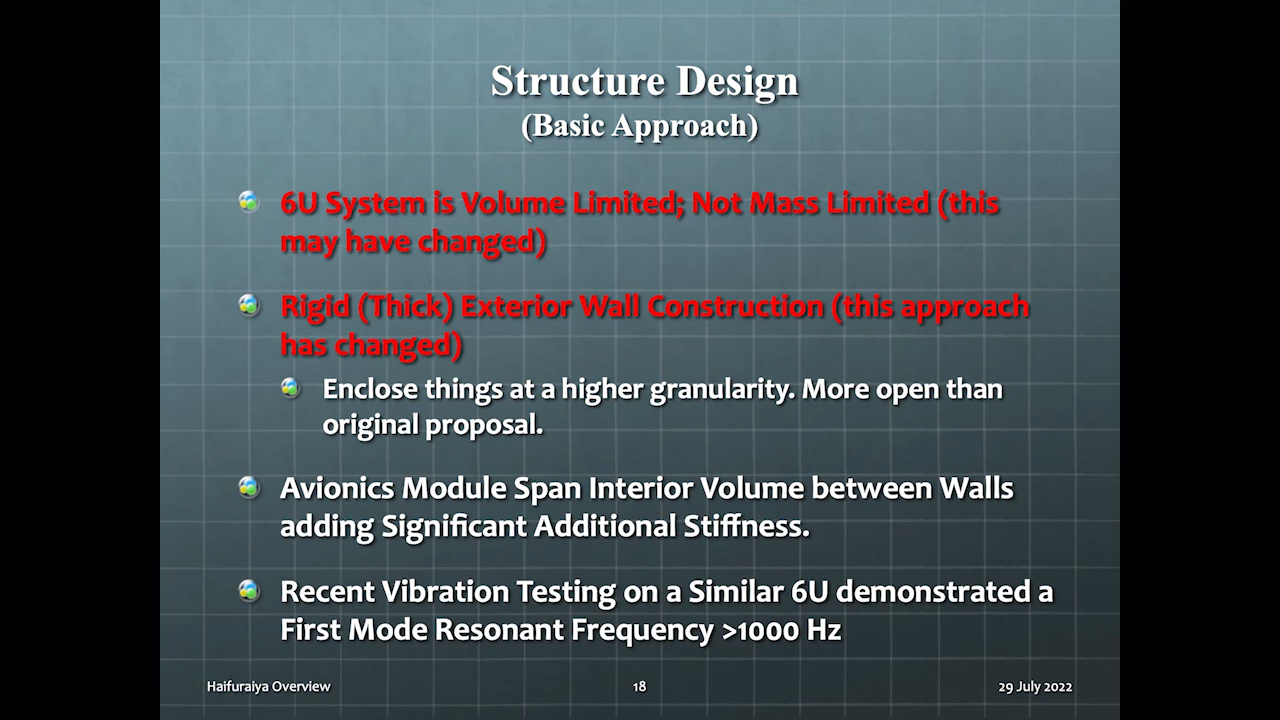 Structure Design
(Basic Approach)
6U System is Volume Limited; Not Mass Limited (this
may have changed)
Rigid (Thick) Exterior Wall Construction (this approach
has changed)
Enclose things at a higher granularity. More open than
original proposal.
Avionics Module Span Interior Volume between Walls
adding Significant Additional Stiffness.
Recent Vibration Testing on a Similar 6U demonstrated a
First Mode Resonant Frequency >1000 Hz
Haifuraiya Overview
18
29 July 2022